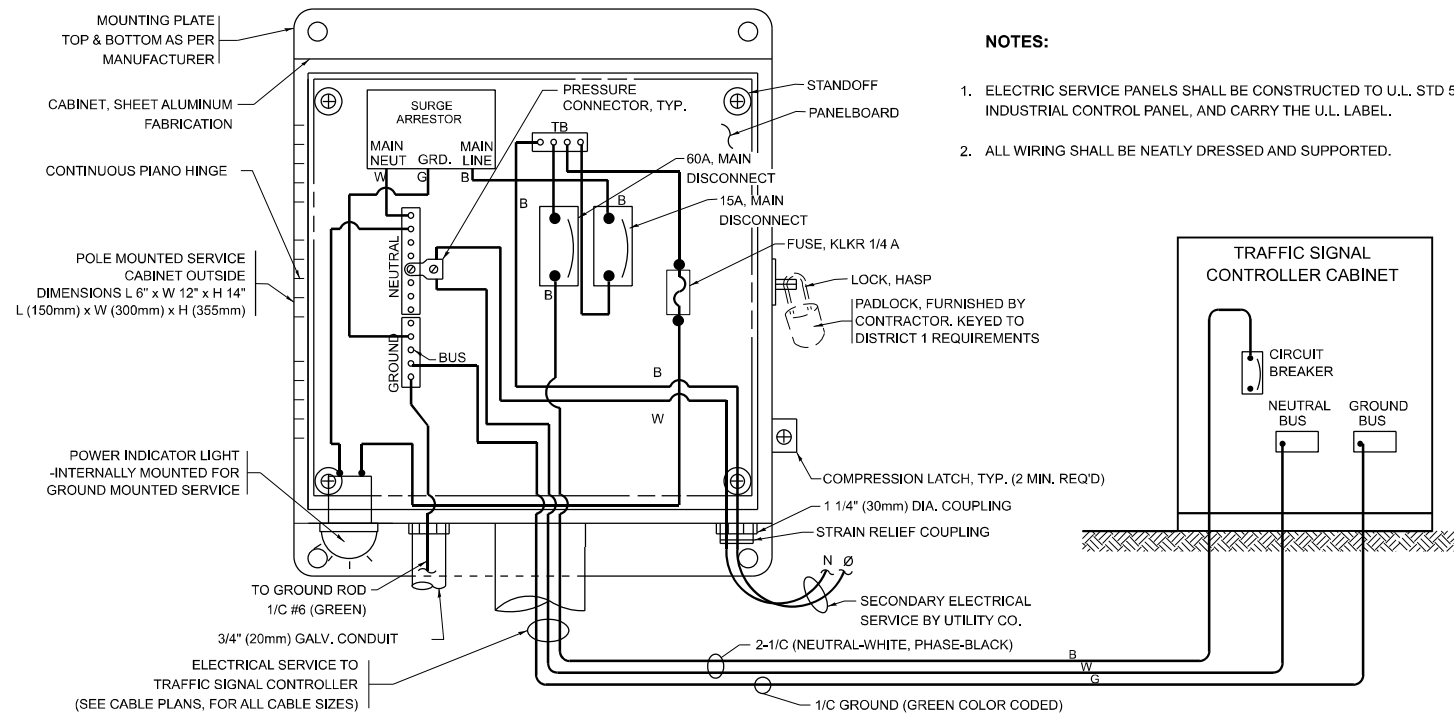 MOUNTING PLATE
TOP & BOTTOM AS PER
MANUFACTURER
CABINET, SHEET ALUMINUM
FABRICATION
CONTINUOUS PIANO HINGE
POLE MOUNTED SERVICE
CABINET OUTSIDE
DIMENSIONS L 6" x W 12" x H 14"
L (150mm) x W (300mm) x H (355mm)
POWER INDICATOR LIGHT
-INTERNALLY MOUNTED FOR
GROUND MOUNTED SERVICE
TO GROUND ROD
1/C #6 (GREEN)
3/4" (20mm) GALV. CONDUIT
ELECTRICAL SERVICE TO
TRAFFIC SIGNAL CONTROLLER
(SEE CABLE PLANS, FOR ALL CABLE SIZES)
SURGE
ARRESTOR
MAIN
NEUT
GRD.
MAIN
LINE
W
G
B
PRESSURE
CONNECTOR, TYP.
TB
60A, MAIN
DISCONNECT
15A, MAIN
DISCONNECT
B
B
B
FUSE, KLKR 1/4 A
NEUTRAL
GROUND
BUS
B
W
STANDOFF
PANELBOARD
LOCK, HASP
PADLOCK, FURNISHED BY
CONTRACTOR. KEYED TO
DISTRICT 1 REQUIREMENTS
COMPRESSION LATCH, TYP. (2 MIN. REQ'D)
1 1/4" (30mm) DIA. COUPLING
STRAIN RELIEF COUPLING
N Ø
SECONDARY ELECTRICAL
SERVICE BY UTILITY CO.
2-1/C (NEUTRAL-WHITE, PHASE-BLACK)
B
W
G
1/C GROUND (GREEN COLOR CODED)
NOTES:
1. ELECTRIC SERVICE PANELS SHALL BE CONSTRUCTED TO U.L. STD 5
INDUSTRIAL CONTROL PANEL, AND CARRY THE U.L. LABEL.
2. ALL WIRING SHALL BE NEATLY DRESSED AND SUPPORTED.
TRAFFIC SIGNAL
CONTROLLER CABINET
CIRCUIT
BREAKER
NEUTRAL
BUS
GROUND
BUS